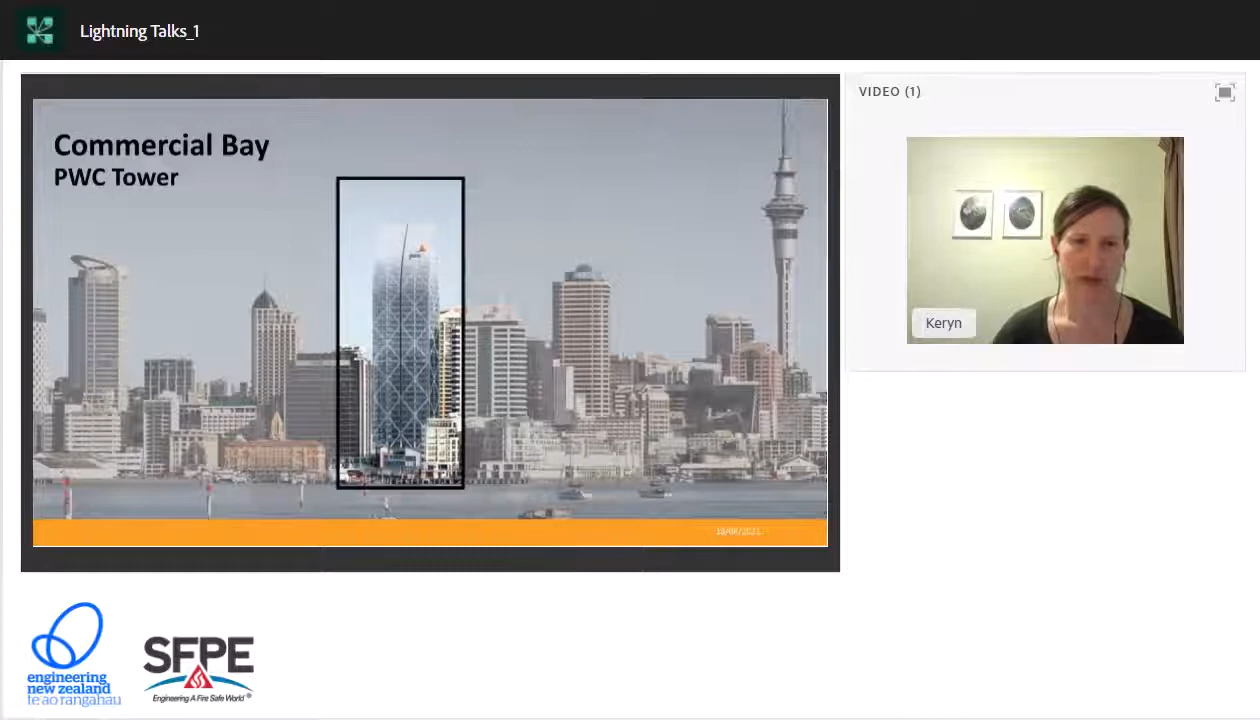 Lightning Talks_1
Commercial Bay
PWC Tower
pwc
VIDEO (1)
Keryn
engineering
new zealand
te ao rangahau
SFPE
Engineering A Fire Safe World ®